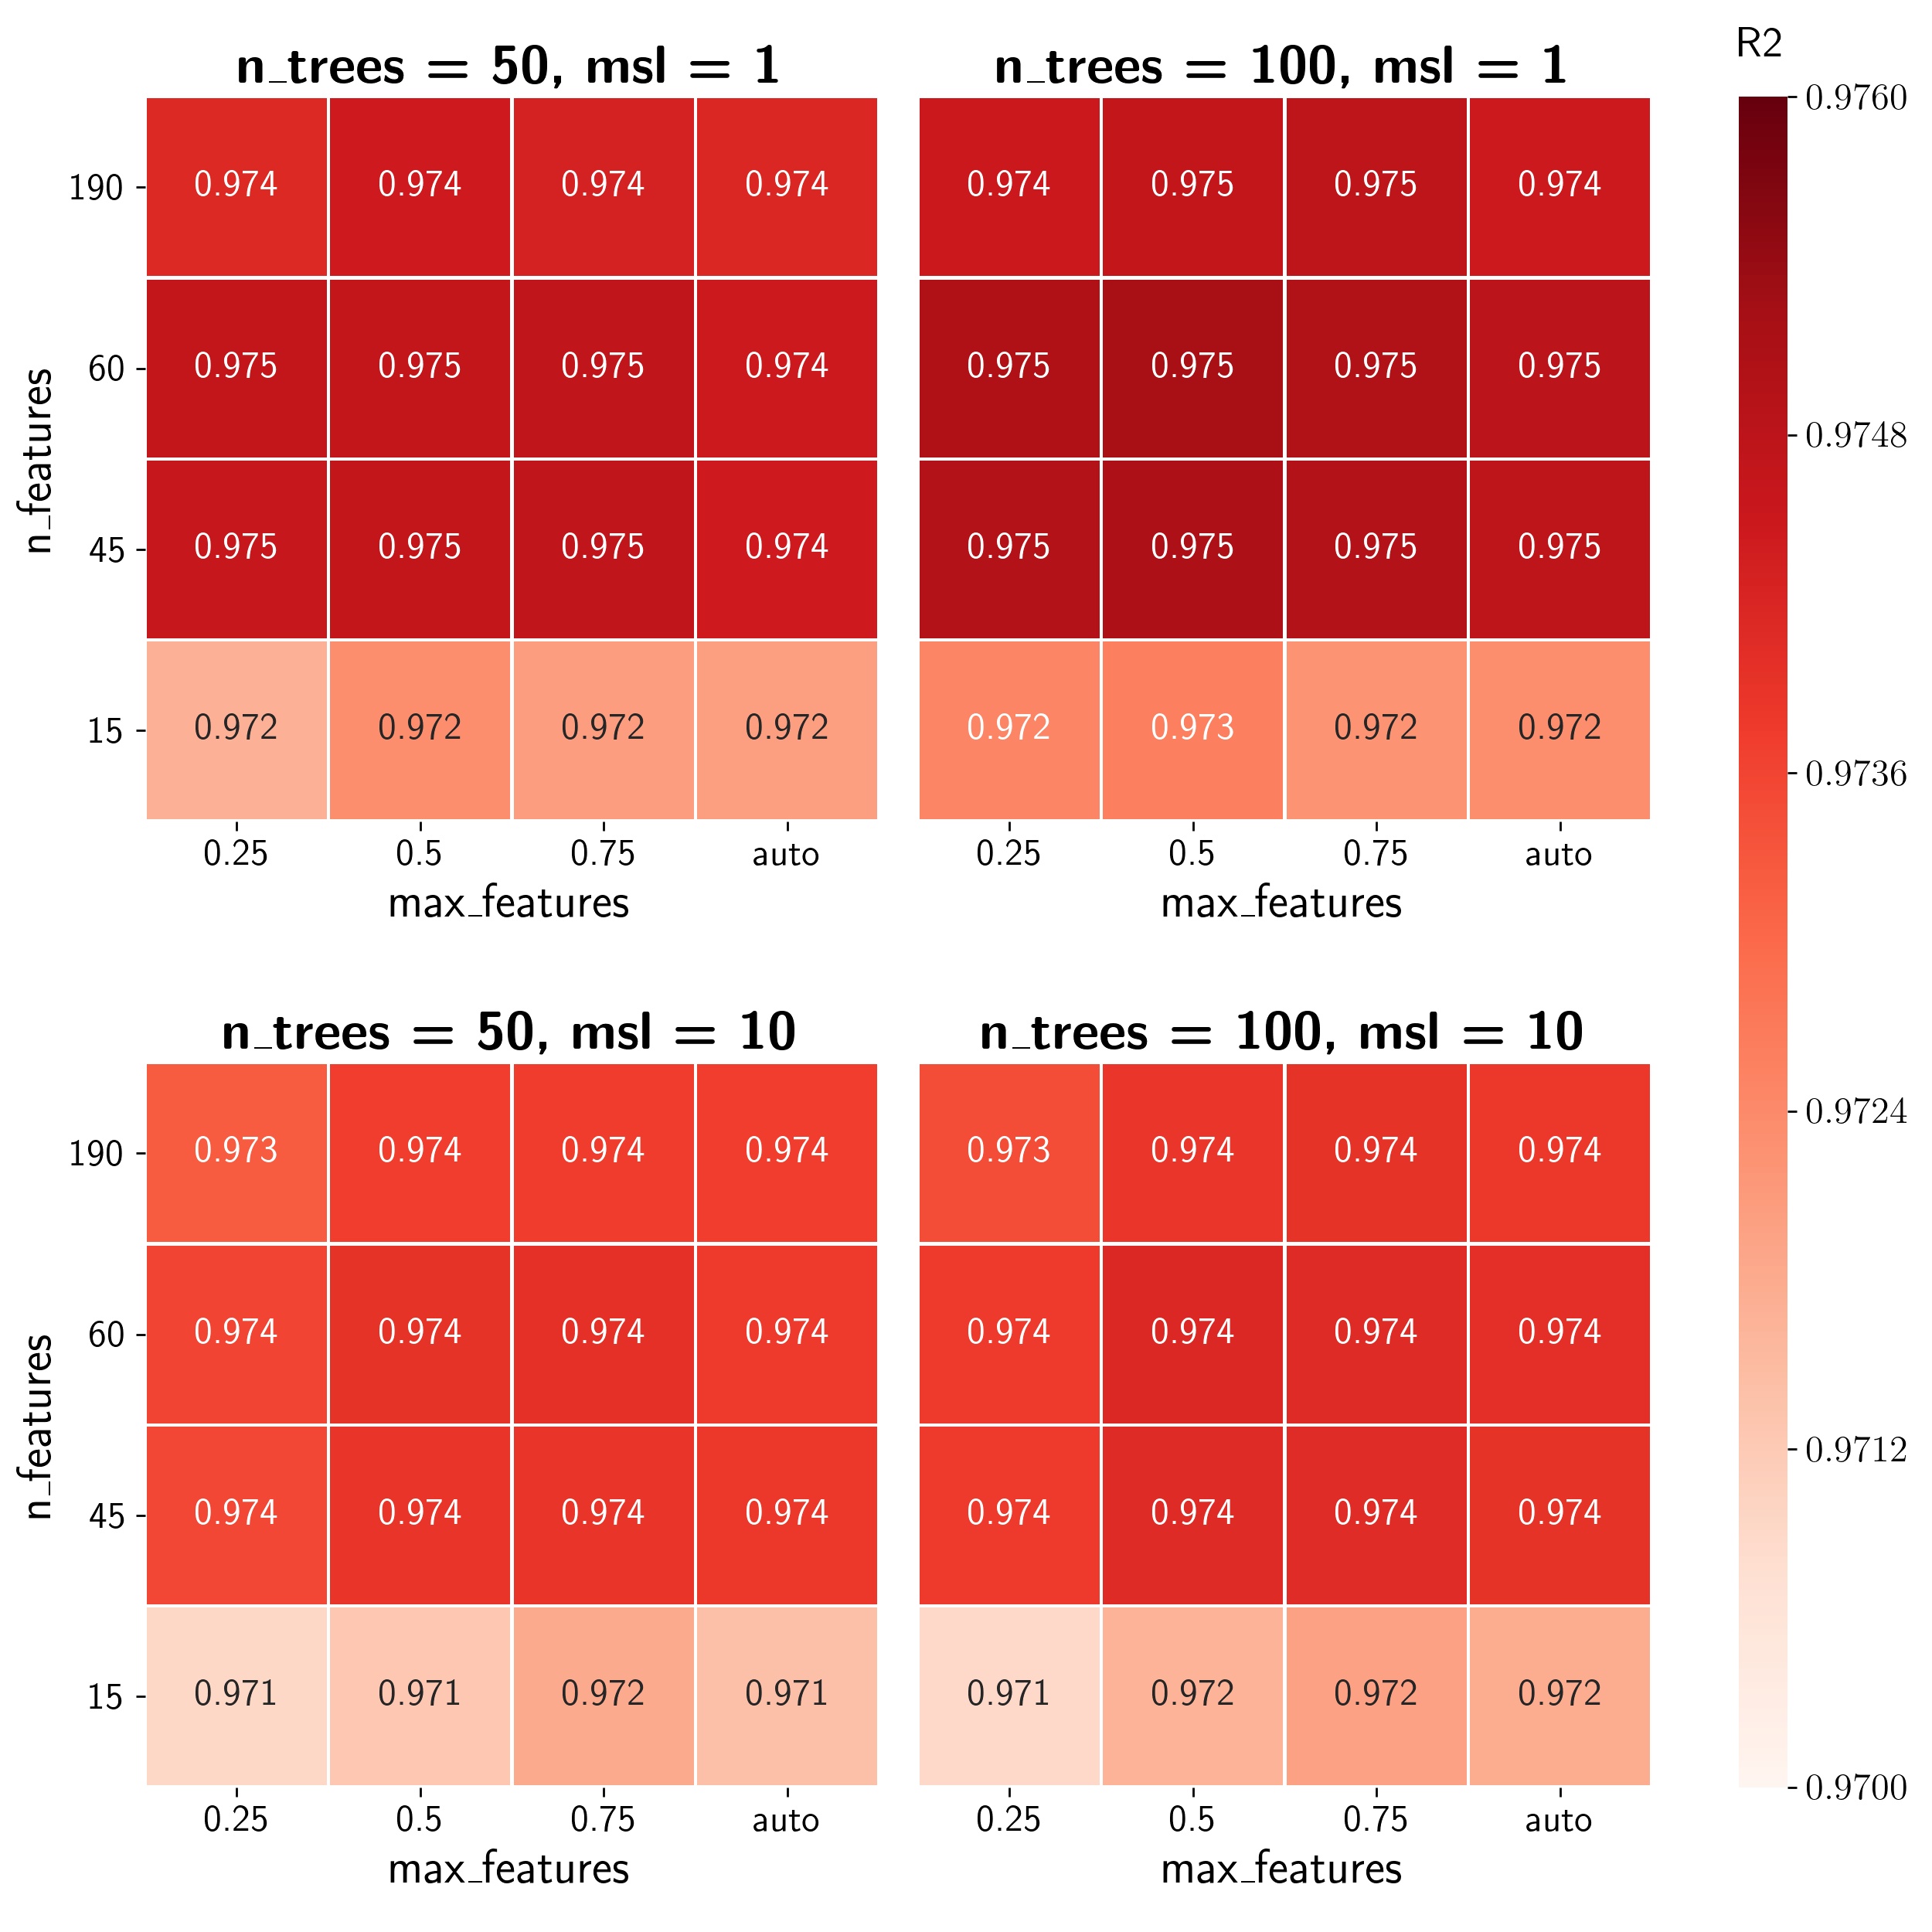 R2
n_trees = 50, msl = 1
n_trees = 100, msl = 1
n_features
190 0.974 0.974 0.974 0.974
60 0.975 0.975 0.975 0.974
45 0.975 0.975 0.975 0.974
15 0.972 0.972 0.972 0.972
0.25 0.5 0.75 auto
max_features
0.974 0.975 0.975 0.974
0.975 0.975 0.975 0.975
0.975 0.975 0.975 0.975
0.972 0.973 0.972 0.972
0.25 0.5 0.75 auto
max_features
n_trees = 50, msl = 10
n_trees = 100, msl = 10
n_features
190 0.973 0.974 0.974 0.974
60 0.974 0.974 0.974 0.974
45 0.974 0.974 0.974 0.974
15 0.971 0.971 0.972 0.971
0.25 0.5 0.75 auto
max_features
0.973 0.974 0.974 0.974
0.974 0.974 0.974 0.974
0.974 0.974 0.974 0.974
0.971 0.972 0.972 0.972
0.25 0.5 0.75 auto
max_features
0.9760
0.9748
0.9736
0.9724
0.9712
0.9700